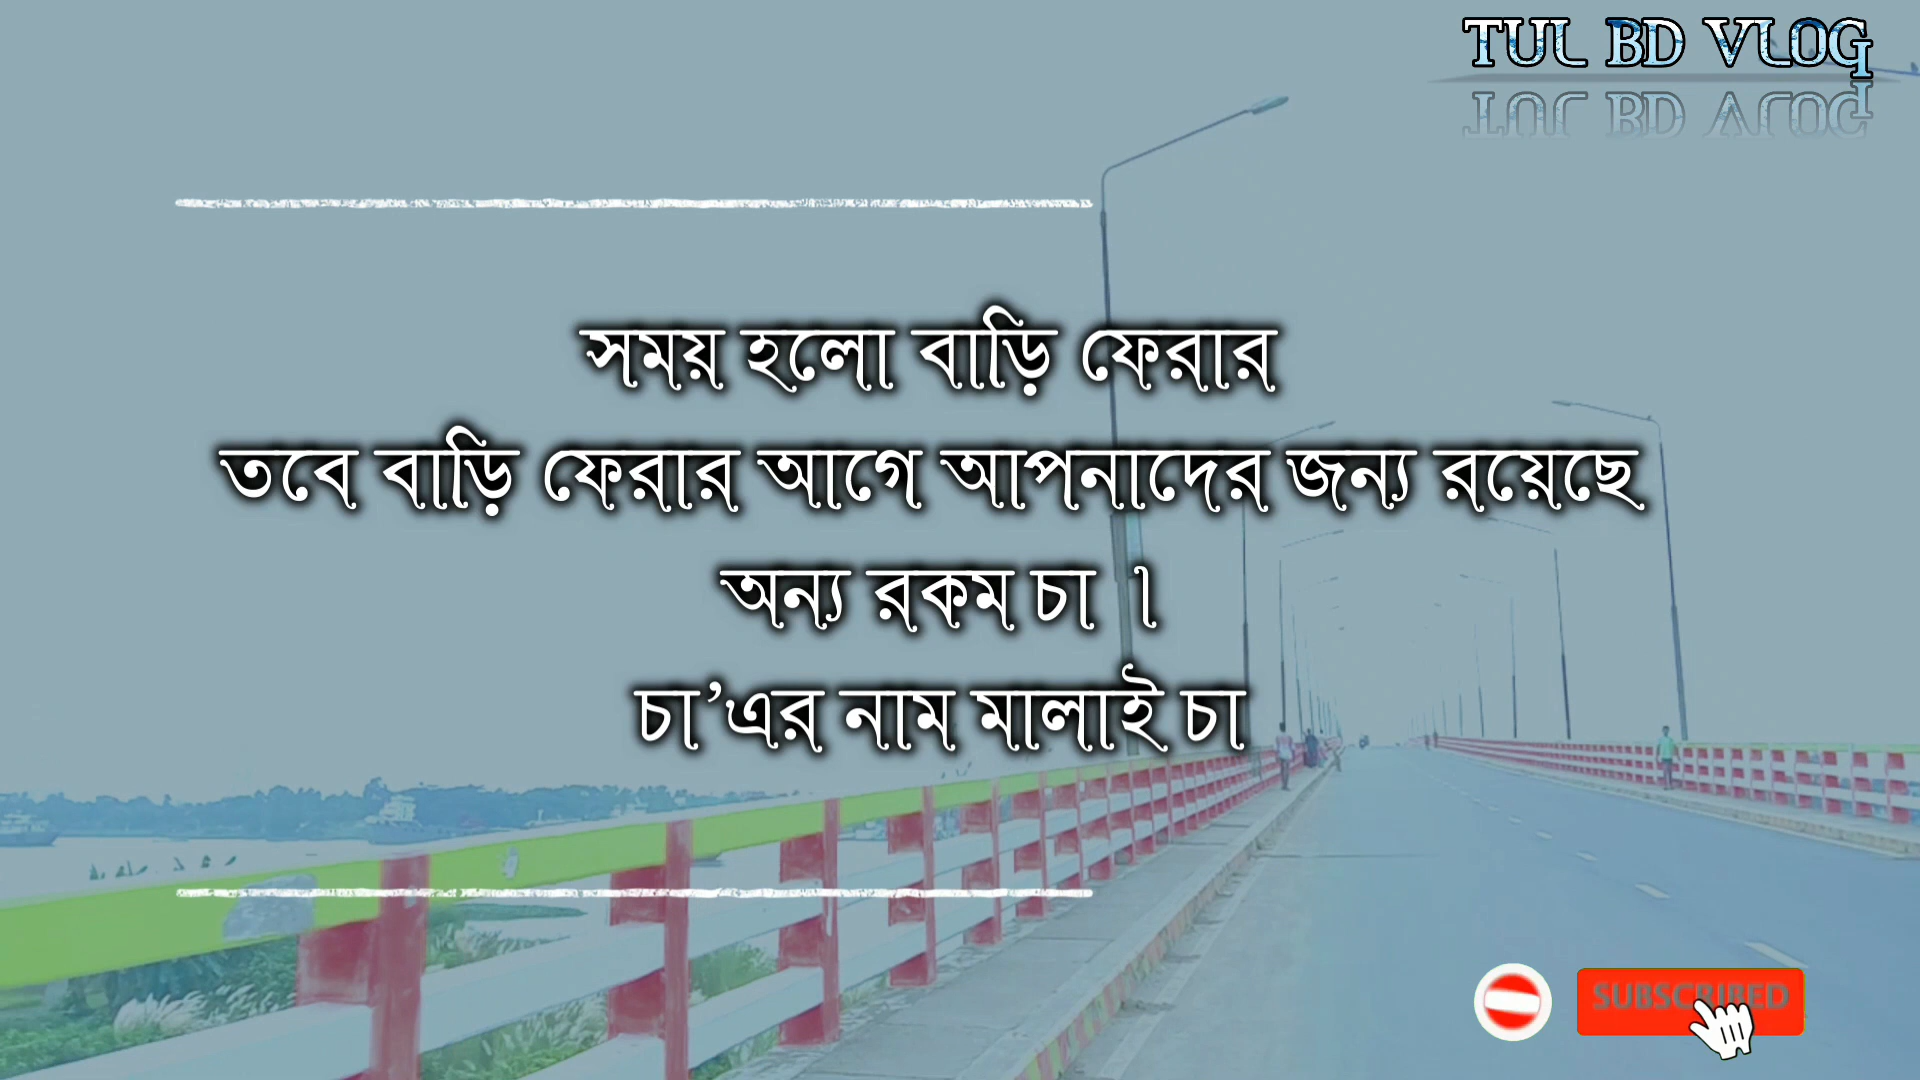 TUL BD VLOG
সময় হলো বাড়ি ফেরার
তবে বাড়ি ফেরার আগে আপনাদের জন্য রয়েছে
অন্য রকম চা ।
চা’এর নাম মালাই চা
SUBSCRIBED